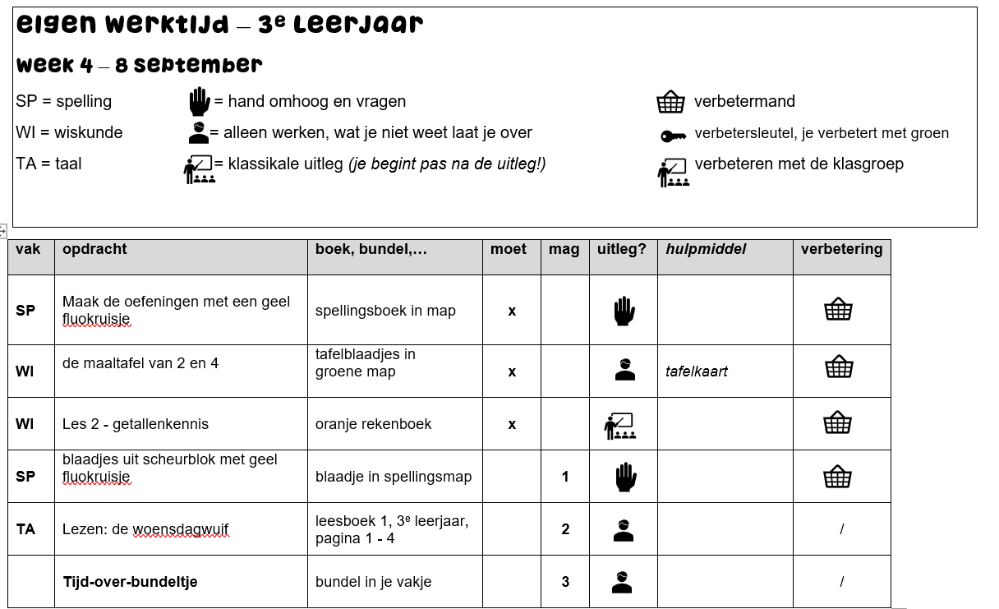 Eigen werktijd – 3e leerjaar
Week 4 – 8 september
SP = spelling
= hand omhoog en vragen
verbetermand
WI = wiskunde
= alleen werken, wat je niet weet laat je over
verbetersleutel, je verbetert met groen
TA = taal
= klassikale uitleg (je begint pas na de uitleg!)
verbeteren met de klasgroep
vak opdracht boek, bundel,… moet mag uitleg? hulpmiddel verbetering
SP
Maak de oefeningen met een geel
fluokruisje
spellingsboek in map
x
WI
de maaltafel van 2 en 4
tafelblaadjes in
groene map
x
tafelkaart
WI
Les 2 - getallenkennis
oranje rekenboek
x
SP
blaadjes uit scheurblok met geel
fluokruisje
blaadje in spellingsmap
1
TA
Lezen: de woensdagwuif
leesboek 1, 3e leerjaar,
pagina 1 - 4
2
/
Tijd-over-bundeltje
bundel in je vakje
3
/